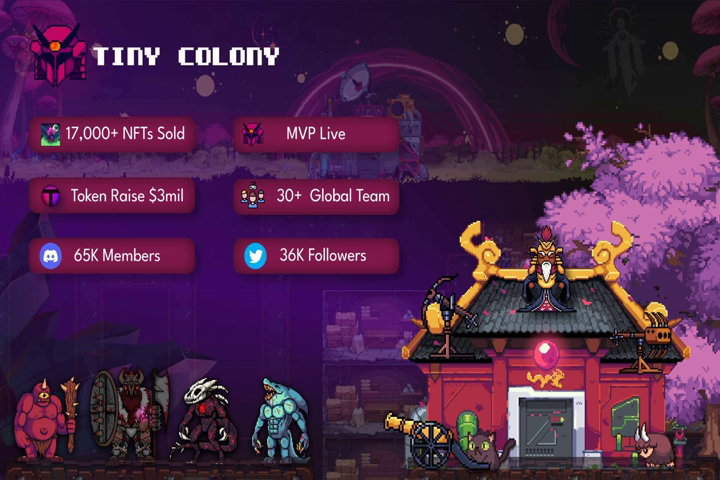 TINY COLONY
17,000+ NFTs Sold
MVP Live
Token Raise $3mil
30+ Global Team
65K Members
36K Followers